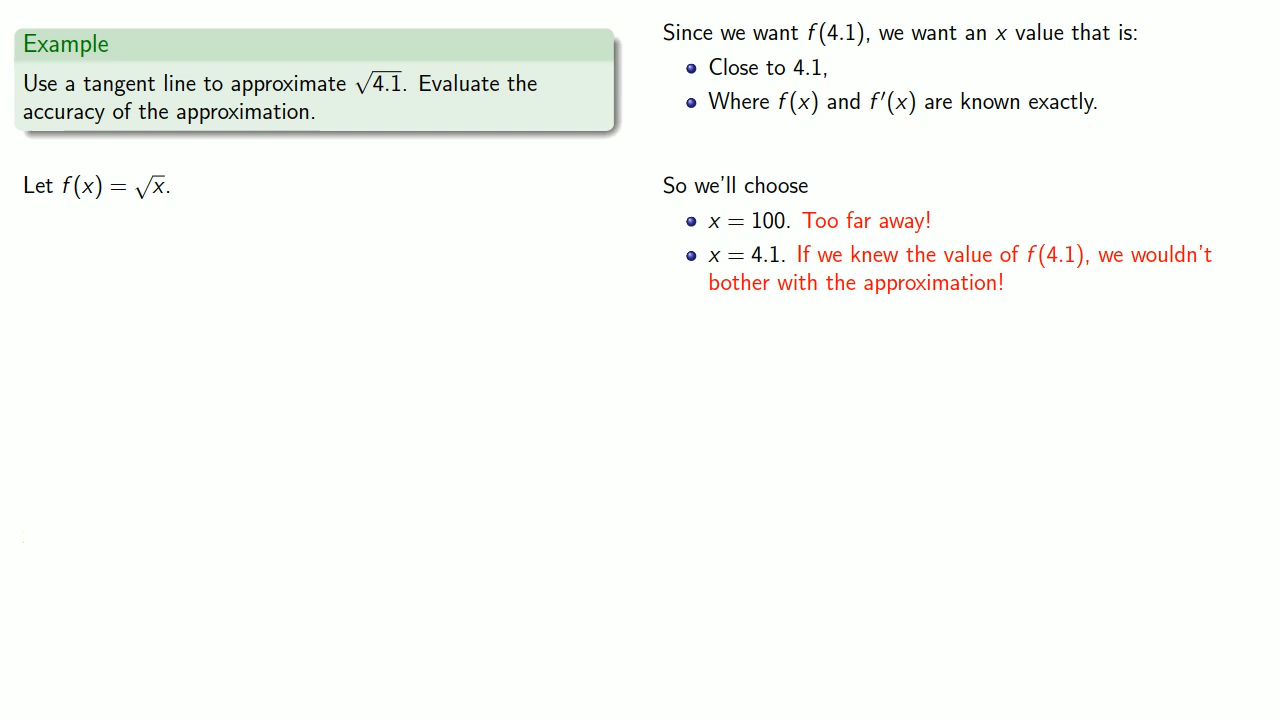 Example
Use a tangent line to approximate √4.1. Evaluate the
accuracy of the approximation.
Let f(x) = √x.
Since we want f(4.1), we want an x value that is:
Close to 4.1,
Where f(x) and f′(x) are known exactly.
So we'll choose
x = 100. Too far away!
x = 4.1. If we knew the value of f(4.1), we wouldn't
bother with the approximation!